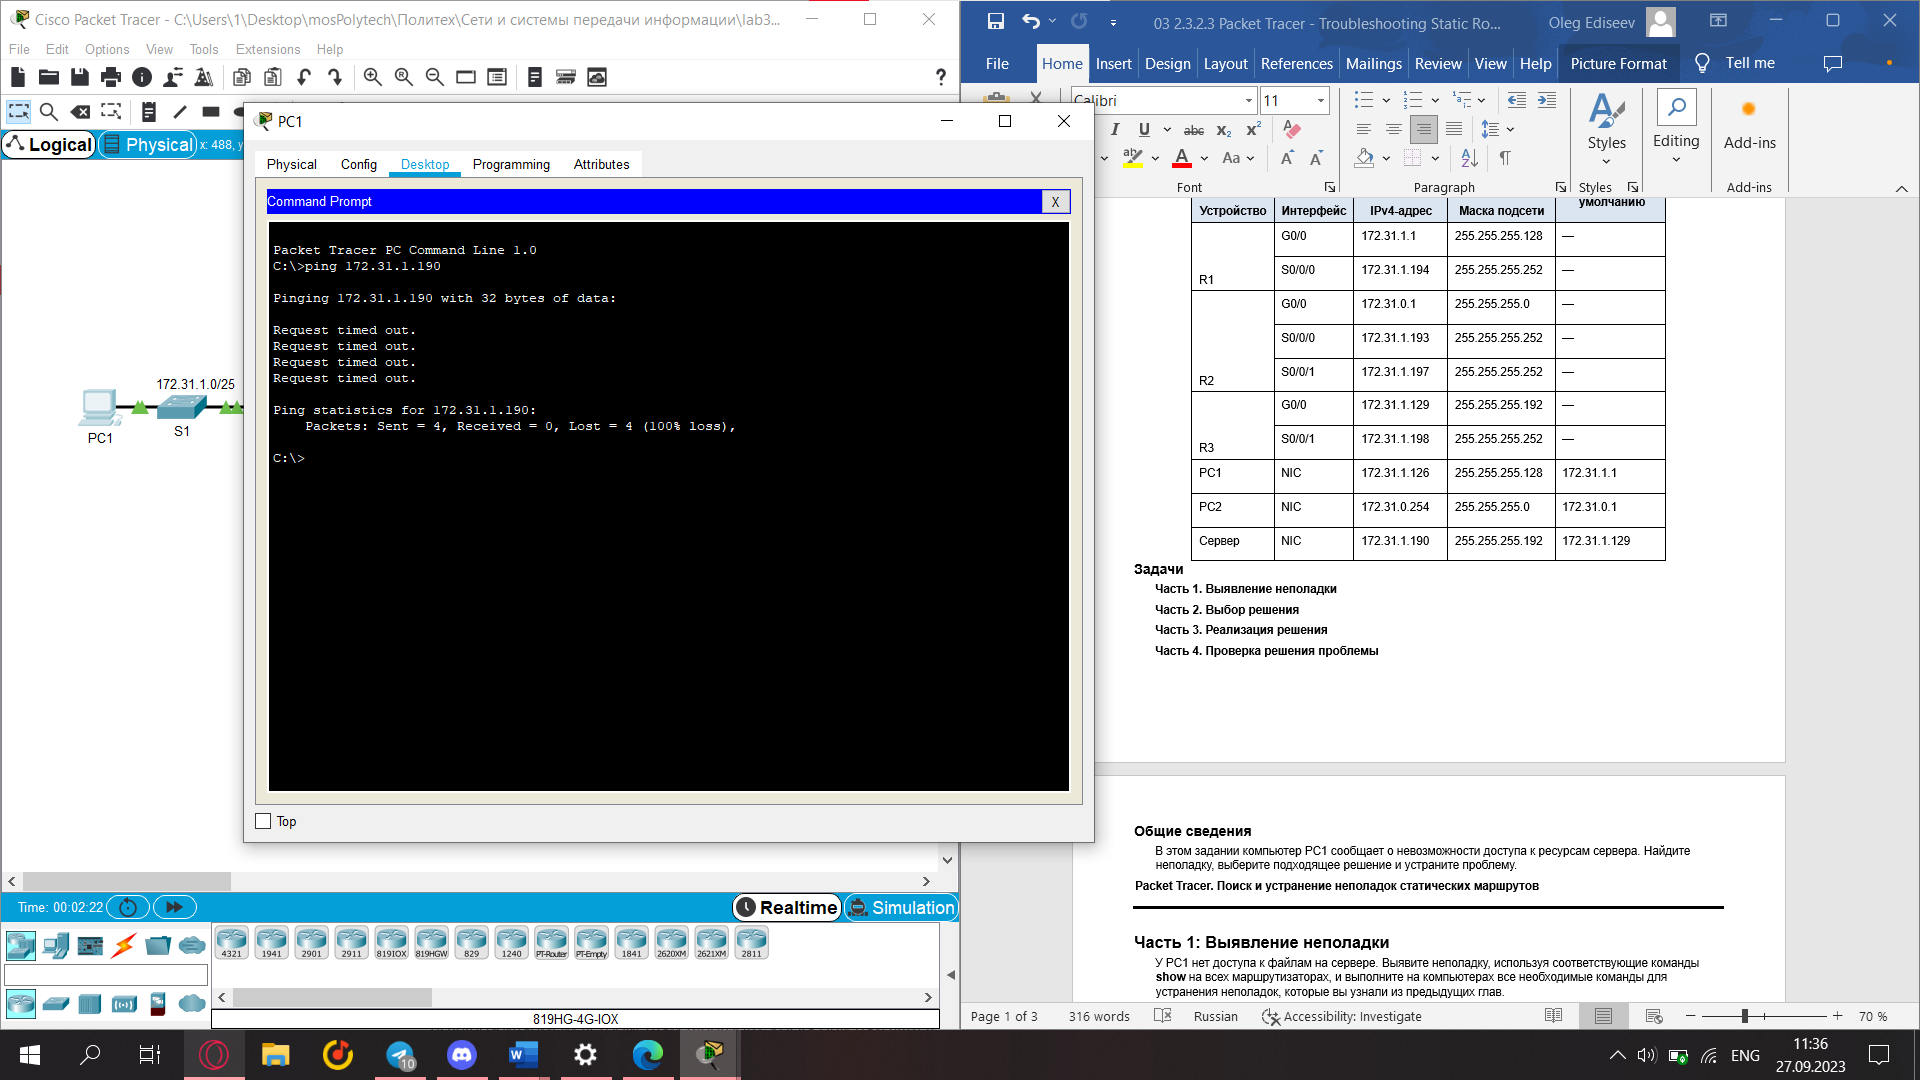 Cisco Packet Tracer - C:\Users\1\Desktop\mosPolytech\Политех\Сети и системы передачи информации\lab3...
File Edit Options View Tools Extensions Help
Logical
Physical
x: 488, y
172.31.1.0/25
PC1
S1
PC1
Physical Config Desktop Programming Attributes
Command Prompt
X
Packet Tracer PC Command Line 1.0
C:\>ping 172.31.1.190
Pinging 172.31.1.190 with 32 bytes of data:
Request timed out.
Request timed out.
Request timed out.
Request timed out.
Ping statistics for 172.31.1.190:
Packets: Sent = 4, Received = 0, Lost = 4 (100% loss),
C:\>
Top
Time: 00:02:22
Realtime
Simulation
4321 1941 2901 2911 819IOX 819HGW 829 1240 PT-Router PT-Empty 1841 2620XM 2621XM 2811
819HG-4G-IOX
03 2.3.2.3 Packet Tracer - Troubleshooting Static Ro...
Oleg Ediseev
File Home Insert Design Layout References Mailings Review View Help Picture Format Tell me
Calibri 11
Styles
Editing
Add-ins
Font Paragraph Styles Add-ins
умолчанию
Устройство Интерфейс IPv4-адрес Маска подсети
R1
G0/0 172.31.1.1 255.255.255.128 —
S0/0/0 172.31.1.194 255.255.255.252 —
R2
G0/0 172.31.0.1 255.255.255.0 —
S0/0/0 172.31.1.193 255.255.255.252 —
S0/0/1 172.31.1.197 255.255.255.252 —
R3
G0/0 172.31.1.129 255.255.255.192 —
S0/0/1 172.31.1.198 255.255.255.252 —
PC1 NIC 172.31.1.126 255.255.255.128 172.31.1.1
PC2 NIC 172.31.0.254 255.255.255.0 172.31.0.1
Сервер NIC 172.31.1.190 255.255.255.192 172.31.1.129
Задачи
Часть 1. Выявление неполадки
Часть 2. Выбор решения
Часть 3. Реализация решения
Часть 4. Проверка решения проблемы
Общие сведения
В этом задании компьютер PC1 сообщает о невозможности доступа к ресурсам сервера. Найдите
неполадку, выберите подходящее решение и устраните проблему.
Packet Tracer. Поиск и устранение неполадок статических маршрутов
Часть 1: Выявление неполадки
У PC1 нет доступа к файлам на сервере. Выявите неполадку, используя соответствующие команды
show на всех маршрутизаторах, и выполните на компьютерах все необходимые команды для
устранения неполадок, которые вы узнали из предыдущих глав.
Page 1 of 3 316 words Russian Accessibility: Investigate 70 %
10
ENG
11:36
27.09.2023